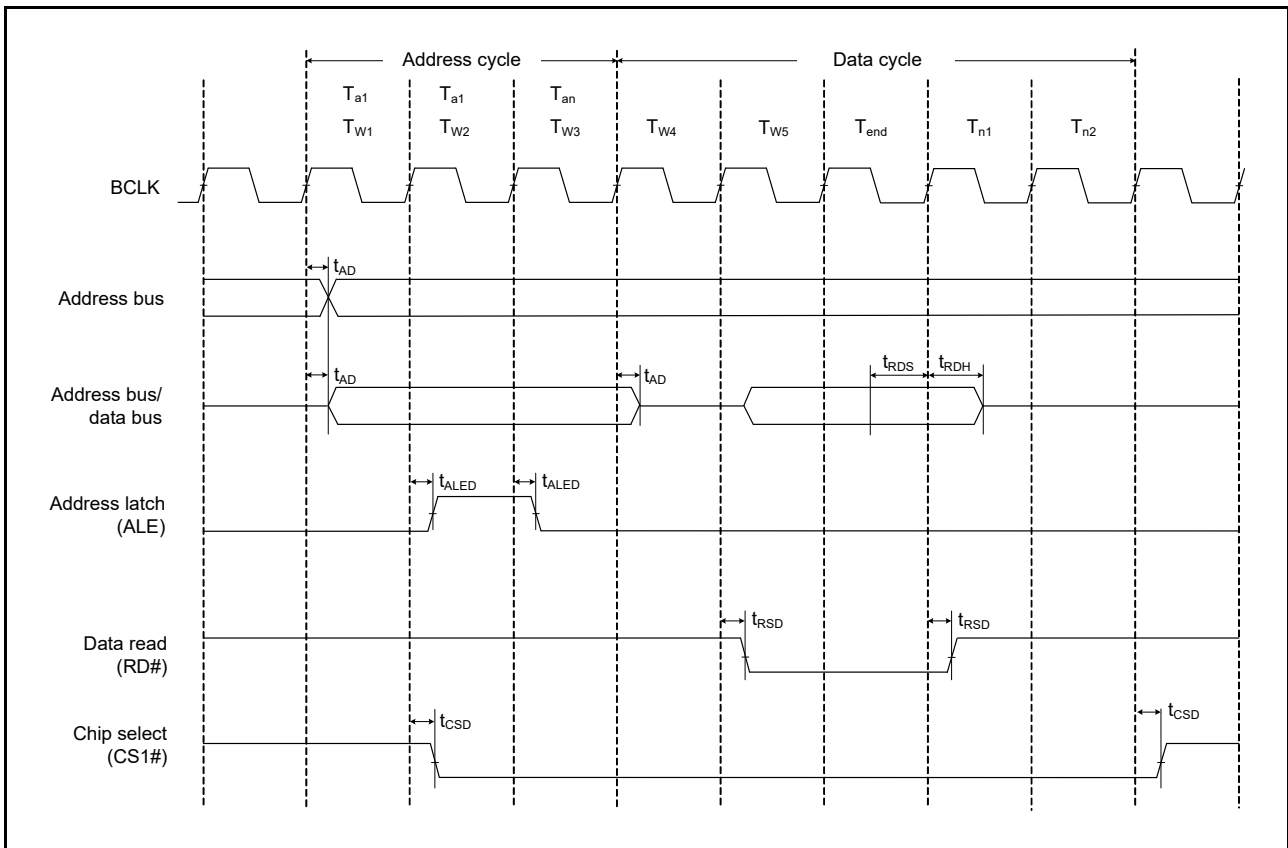 Address cycle Data cycle
Ta1 Ta1 Tan
TW1 TW2 TW3 TW4 TW5 Tend Tn1 Tn2
BCLK
tAD
Address bus
tRDS tRDH
tAD tAD
Address bus/
data bus
tALED tALED
Address latch
(ALE)
tRSD tRSD
Data read
(RD#)
tCSD tCSD
Chip select
(CS1#)